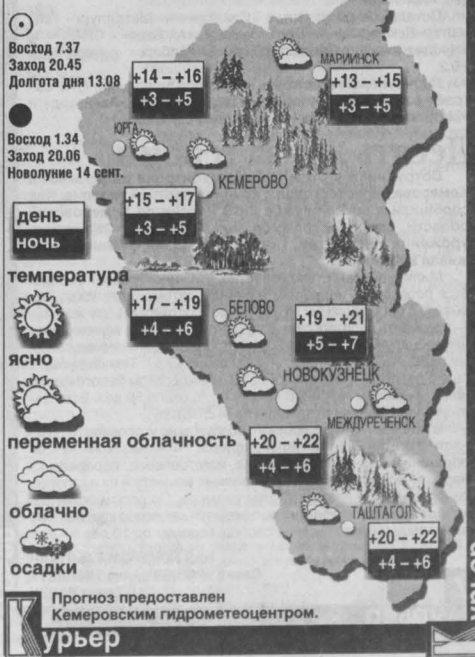 Восход 7.37
Заход 20.45
Долгота дня 13.08
Восход 1.34
Заход 20.06
Новолуние 14 сент.
день
ночь
температура
ясно
переменная облачность
облачно
осадки
+14 – +16
+3 – +5
МАРИИНСК
+13 – +15
+3 – +5
ЮРГА
КЕМЕРОВО
+15 – +17
+3 – +5
+17 – +19
+4 – +6
БЕЛОВО
+19 – +21
+5 – +7
НОВОКУЗНЕЦК
МЕЖДУРЕЧЕНСК
+20 – +22
+4 – +6
ТАШТАГОЛ
+20 – +22
+4 – +6
Прогноз предоставлен
Кемеровским гидрометеоцентром.
Курьер